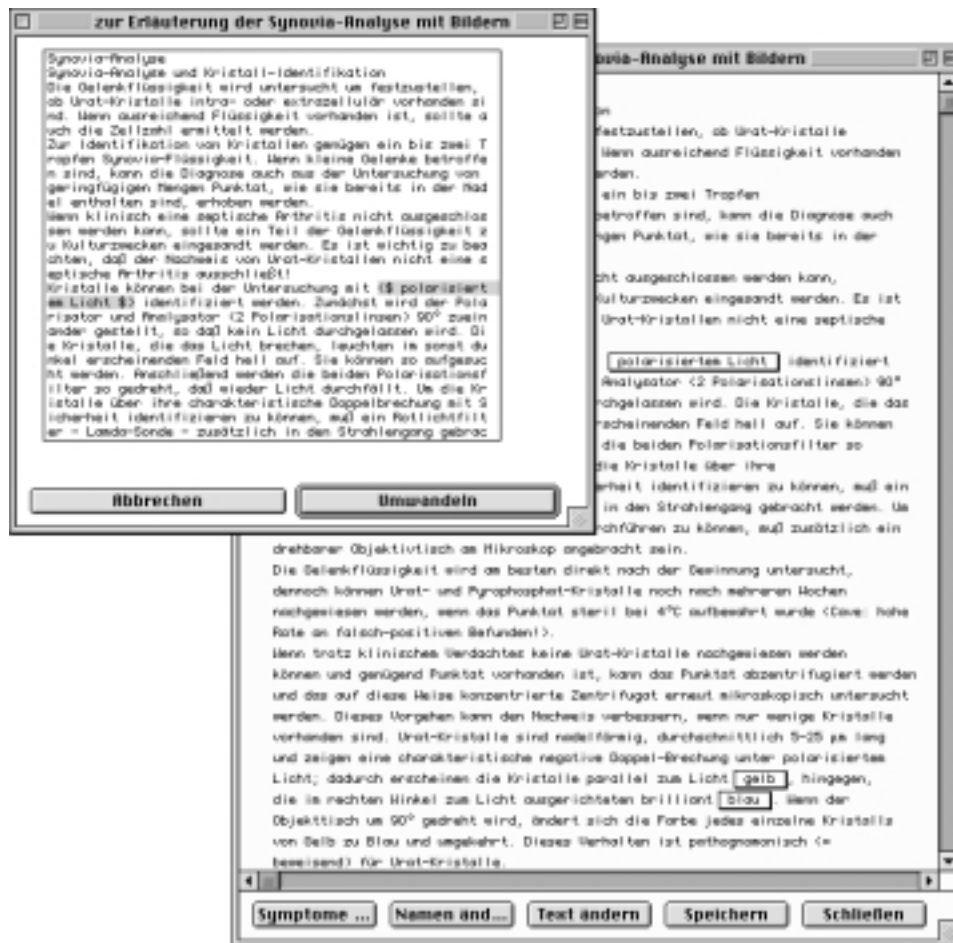 zur Erläuterung der Synovia-Analyse mit Bildern
Synovia-Analyse
Synovia-Analyse und Kristall-Identifikation
Die Gelenkflüssigkeit wird untersucht um festzustellen,
ob Urat-Kristalle intra- oder extrazellulär vorhanden si
nd. Wenn ausreichend Flüssigkeit vorhanden ist, sollte a
uch die Zellzahl ermittelt werden.
Zur Identifikation von Kristallen genügen ein bis zwei T
ropfen Synovia-Flüssigkeit. Wenn kleine Gelenke betroffe
n sind, kann die Diagnose auch aus der Untersuchung von
geringfügigen Mengen Punktat, wie sie bereits in der Nad
el enthalten sind, erhoben werden.
Wenn klinisch eine septische Arthritis nicht ausgeschlos
sen werden kann, sollte ein Teil der Gelenkflüssigkeit z
u Kulturzwecken eingesandt werden. Es ist wichtig zu bea
chten, daß der Nachweis von Urat-Kristallen nicht eine s
eptische Arthritis ausschließt!
Kristalle können bei der Untersuchung mit ($ polarisiert
em Licht $) identifiziert werden. Zunächst wird der Pola
risator und Analysator (2 Polarisationslinsen) 90° zuein
ander gestellt, so daß kein Licht durchgelassen wird. Di
e Kristalle, die das Licht brechen, leuchten im sonst du
nkel erscheinenden Feld hell auf. Sie können so aufgesuc
ht werden. Anschließend werden die beiden Polarisationsf
ilter so gedreht, daß wieder Licht durchfällt. Um die Kr
istalle über ihre charakteristische Doppelbrechung mit S
icherheit identifizieren zu können, muß ein Rotlichtfilt
er - Lamda-Sonde - zusätzlich in den Strahlengang gebrac
Abbrechen
Umwandeln
ovia-Analyse mit Bildern
on
festzustellen, ob Urat-Kristalle
Wenn ausreichend Flüssigkeit vorhanden
erden.
ein bis zwei Tropfen
betroffen sind, kann die Diagnose auch
ngen Punktat, wie sie bereits in der
cht ausgeschlossen werden kann,
Kulturzwecken eingesandt werden. Es ist
Urat-Kristallen nicht eine septische
polarisiertem Licht identifiziert
Analysator (2 Polarisationslinsen) 90°
rchgelassen wird. Die Kristalle, die das
rscheinenden Feld hell auf. Sie können
die beiden Polarisationsfilter so
die Kristalle über ihre
erheit identifizieren zu können, muß ein
in den Strahlengang gebracht werden. Um
rchführen zu können, muß zusätzlich ein
drehbarer Objektivtisch am Mikroskop angebracht sein.
Die Gelenkflüssigkeit wird am besten direkt nach der Gewinnung untersucht,
dennoch können Urat- und Pyrophosphat-Kristalle noch nach mehreren Wochen
nachgewiesen werden, wenn das Punktat steril bei 4°C aufbewahrt wurde (Cave: hohe
Rate an falsch-positiven Befunden!).
Wenn trotz klinischem Verdachtes keine Urat-Kristalle nachgewiesen werden
können und genügend Punktat vorhanden ist, kann das Punktat abzentrifugiert werden
und das auf diese Weise konzentrierte Zentrifugat erneut mikroskopisch untersucht
werden. Dieses Vorgehen kann den Nachweis verbessern, wenn nur wenige Kristalle
vorhanden sind. Urat-Kristalle sind nadelförmig, durchschnittlich 5-25 µm lang
und zeigen eine charakteristische negative Doppel-Brechung unter polarisiertem
Licht; dadurch erscheinen die Kristalle parallel zum Licht gelb , hingegen,
die im rechten Winkel zum Licht ausgerichteten brilliant blau . Wenn der
Objekttisch um 90° gedreht wird, ändert sich die Farbe jedes einzelne Kristalls
von Gelb zu Blau und umgekehrt. Dieses Verhalten ist pathognomonisch (=
beweisend) für Urat-Kristalle.
Symptome ...
Namen änd...
Text ändern
Speichern
Schließen